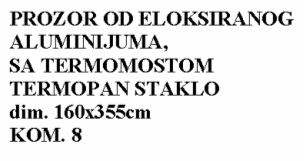 PROZOR OD ELOKSIRANOG
ALUMINIJUMA,
SA TERMOMOSTOM
TERMOPAN STAKLO
dim. 160x355cm
KOM. 8